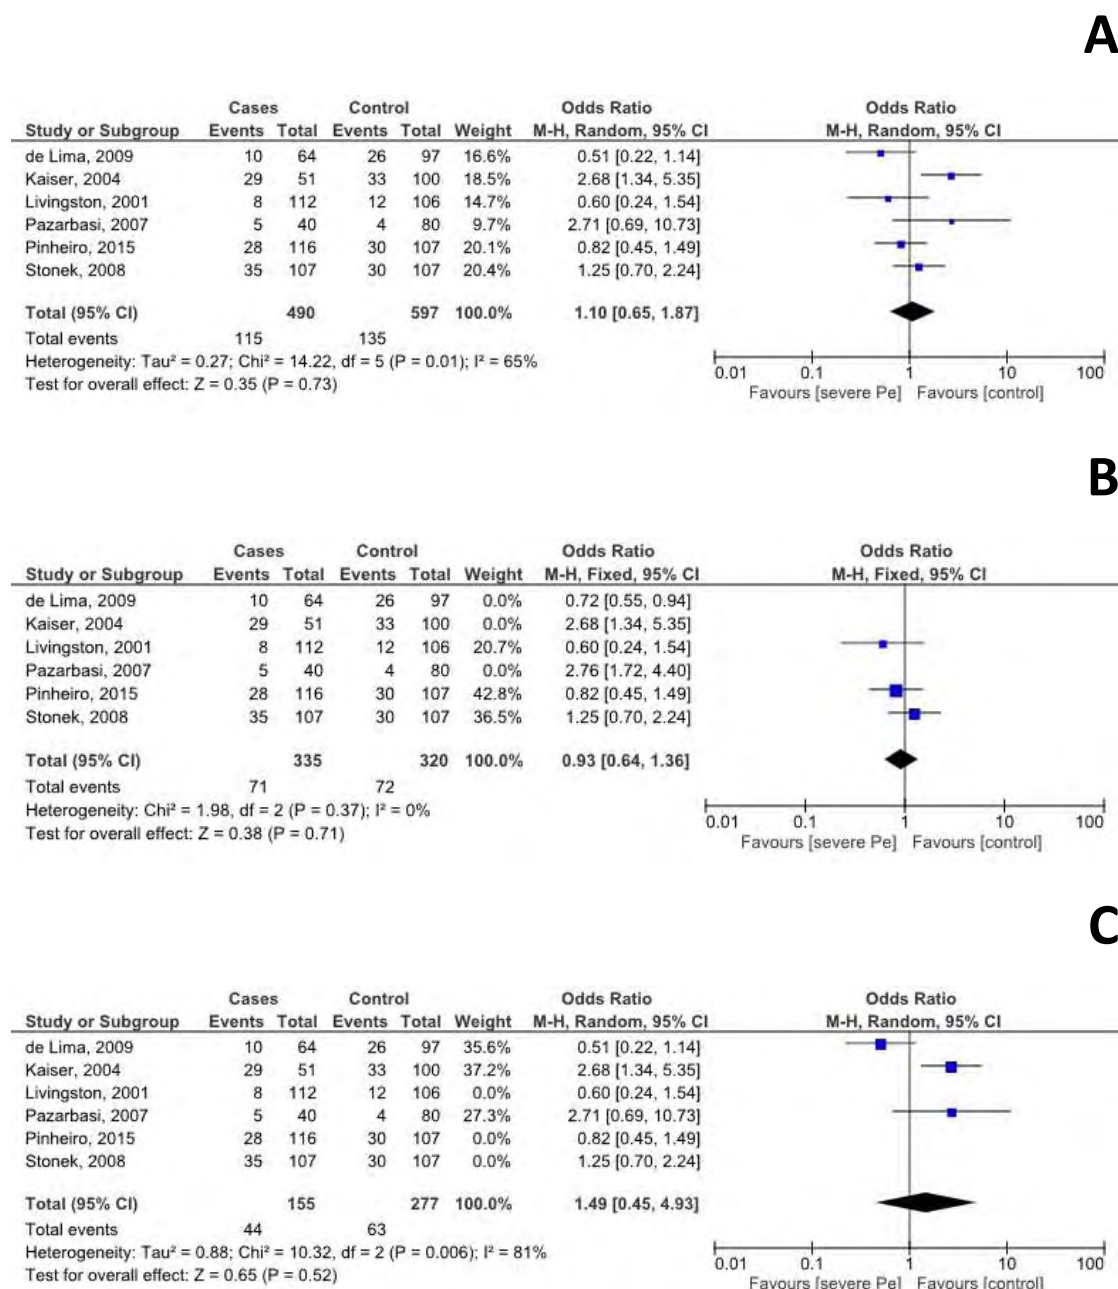 A
Cases Control Odds Ratio Odds Ratio
Study or Subgroup Events Total Events Total Weight M-H, Random, 95% CI M-H, Random, 95% CI
de Lima, 2009 10 64 26 97 16.6% 0.51 [0.22, 1.14]
Kaiser, 2004 29 51 33 100 18.5% 2.68 [1.34, 5.35]
Livingston, 2001 8 112 12 106 14.7% 0.60 [0.24, 1.54]
Pazarbasi, 2007 5 40 4 80 9.7% 2.71 [0.69, 10.73]
Pinheiro, 2015 28 116 30 107 20.1% 0.82 [0.45, 1.49]
Stonek, 2008 35 107 30 107 20.4% 1.25 [0.70, 2.24]
Total (95% CI) 490 597 100.0% 1.10 [0.65, 1.87]
Total events 115 135
Heterogeneity: Tau² = 0.27; Chi² = 14.22, df = 5 (P = 0.01); I² = 65%
Test for overall effect: Z = 0.35 (P = 0.73)
0.01 0.1 1 10 100
Favours [severe Pe] Favours [control]
B
Cases Control Odds Ratio Odds Ratio
Study or Subgroup Events Total Events Total Weight M-H, Fixed, 95% CI M-H, Fixed, 95% CI
de Lima, 2009 10 64 26 97 0.0% 0.72 [0.55, 0.94]
Kaiser, 2004 29 51 33 100 0.0% 2.68 [1.34, 5.35]
Livingston, 2001 8 112 12 106 20.7% 0.60 [0.24, 1.54]
Pazarbasi, 2007 5 40 4 80 0.0% 2.76 [1.72, 4.40]
Pinheiro, 2015 28 116 30 107 42.8% 0.82 [0.45, 1.49]
Stonek, 2008 35 107 30 107 36.5% 1.25 [0.70, 2.24]
Total (95% CI) 335 320 100.0% 0.93 [0.64, 1.36]
Total events 71 72
Heterogeneity: Chi² = 1.98, df = 2 (P = 0.37); I² = 0%
Test for overall effect: Z = 0.38 (P = 0.71)
0.01 0.1 1 10 100
Favours [severe Pe] Favours [control]
C
Cases Control Odds Ratio Odds Ratio
Study or Subgroup Events Total Events Total Weight M-H, Random, 95% CI M-H, Random, 95% CI
de Lima, 2009 10 64 26 97 35.6% 0.51 [0.22, 1.14]
Kaiser, 2004 29 51 33 100 37.2% 2.68 [1.34, 5.35]
Livingston, 2001 8 112 12 106 0.0% 0.60 [0.24, 1.54]
Pazarbasi, 2007 5 40 4 80 27.3% 2.71 [0.69, 10.73]
Pinheiro, 2015 28 116 30 107 0.0% 0.82 [0.45, 1.49]
Stonek, 2008 35 107 30 107 0.0% 1.25 [0.70, 2.24]
Total (95% CI) 155 277 100.0% 1.49 [0.45, 4.93]
Total events 44 63
Heterogeneity: Tau² = 0.88; Chi² = 10.32, df = 2 (P = 0.006); I² = 81%
Test for overall effect: Z = 0.65 (P = 0.52)
0.01 0.1 1 10 100
Favours [severe Pe] Favours [control]